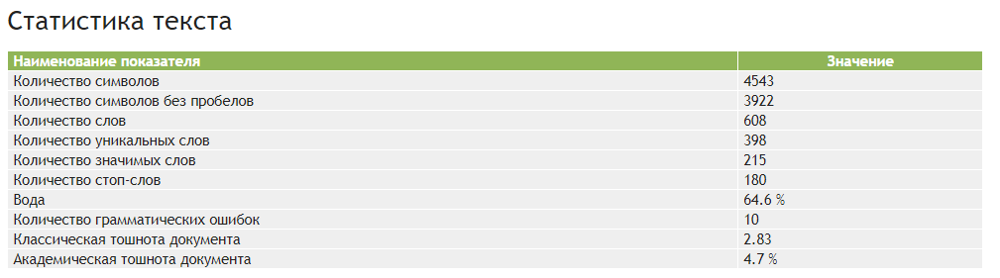 Статистика текста
Наименование показателя Значение
Количество символов 4543
Количество символов без пробелов 3922
Количество слов 608
Количество уникальных слов 398
Количество значимых слов 215
Количество стоп-слов 180
Вода 64.6 %
Количество грамматических ошибок 10
Классическая тошнота документа 2.83
Академическая тошнота документа 4.7 %